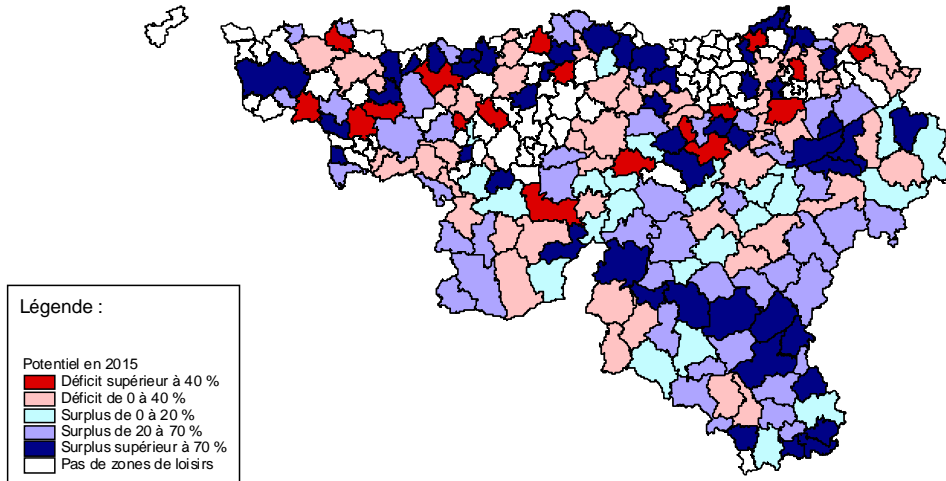 Légende :
Potentiel en 2015
Déficit supérieur à 40 %
Déficit de 0 à 40 %
Surplus de 0 à 20 %
Surplus de 20 à 70 %
Surplus supérieur à 70 %
Pas de zones de loisirs